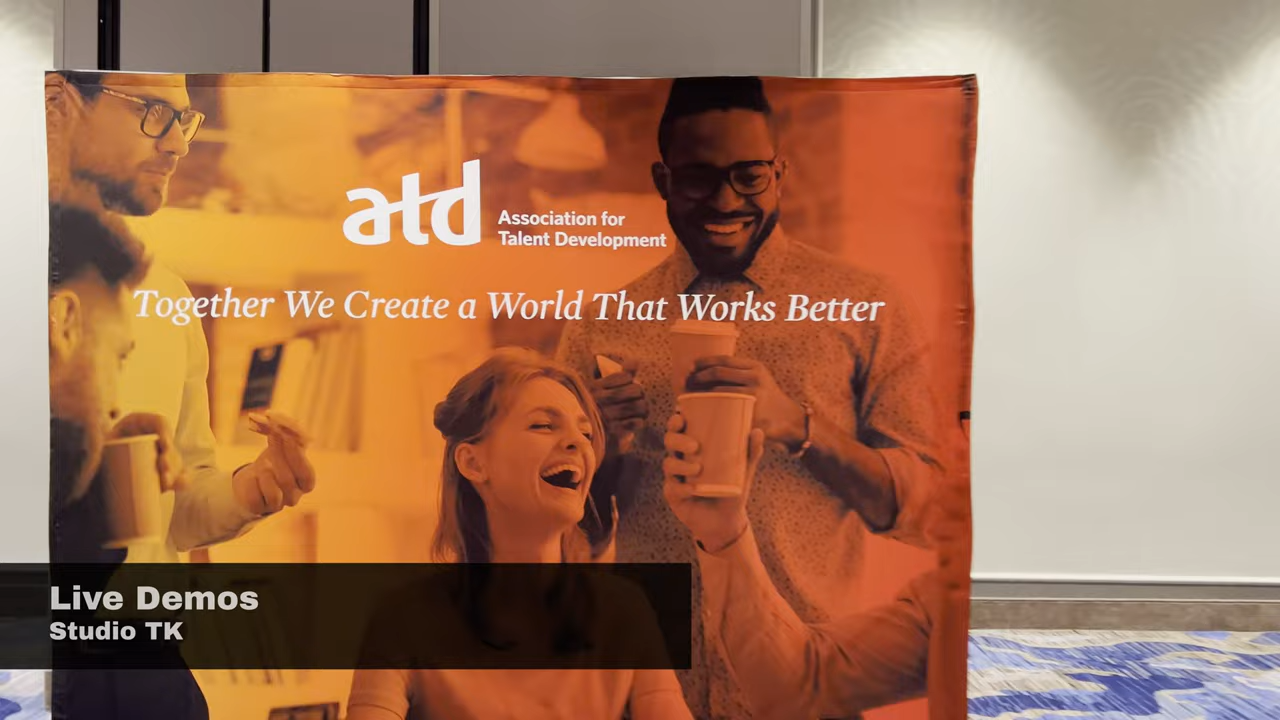 atd
Association for
Talent Development
Together We Create a World That Works Better
Live Demos
Studio TK